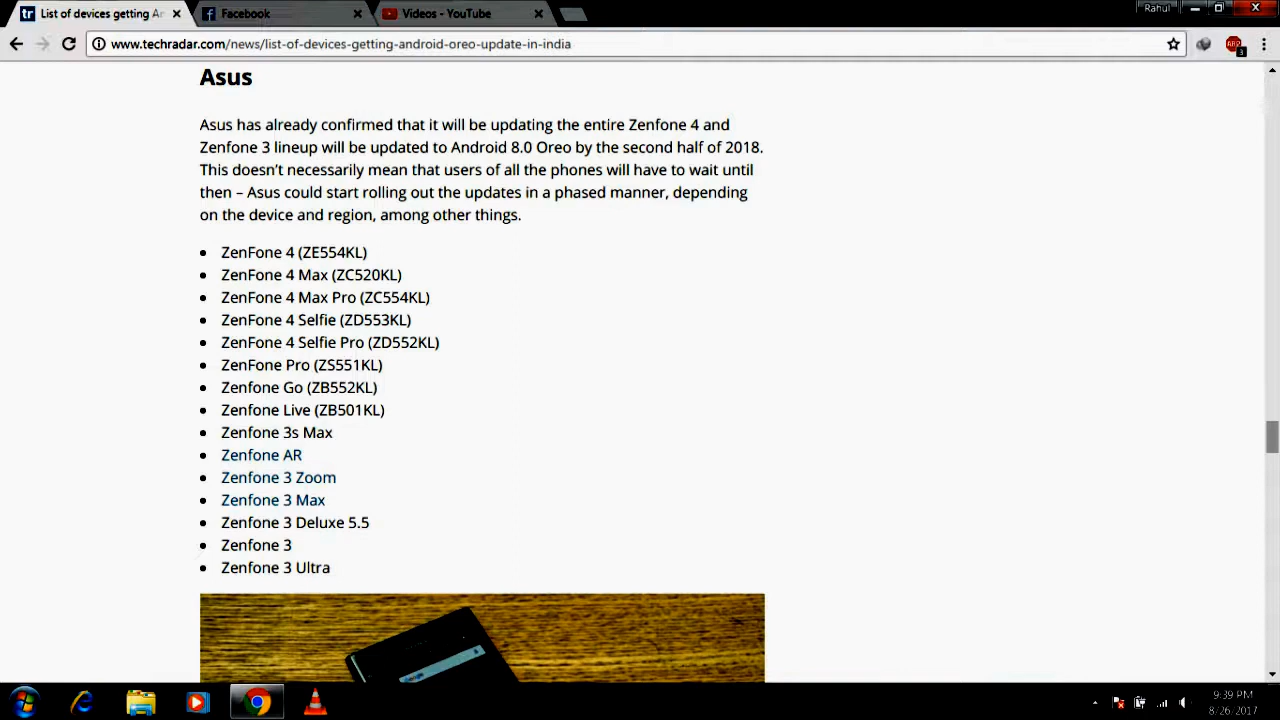 List of devices getting Ar
Facebook
Videos - YouTube
Rahul
www.techradar.com/news/list-of-devices-getting-android-oreo-update-in-india
ABP
3
Asus
Asus has already confirmed that it will be updating the entire Zenfone 4 and
Zenfone 3 lineup will be updated to Android 8.0 Oreo by the second half of 2018.
This doesn't necessarily mean that users of all the phones will have to wait until
then – Asus could start rolling out the updates in a phased manner, depending
on the device and region, among other things.
ZenFone 4 (ZE554KL)
ZenFone 4 Max (ZC520KL)
ZenFone 4 Max Pro (ZC554KL)
ZenFone 4 Selfie (ZD553KL)
ZenFone 4 Selfie Pro (ZD552KL)
ZenFone Pro (ZS551KL)
Zenfone Go (ZB552KL)
Zenfone Live (ZB501KL)
Zenfone 3s Max
Zenfone AR
Zenfone 3 Zoom
Zenfone 3 Max
Zenfone 3 Deluxe 5.5
Zenfone 3
Zenfone 3 Ultra
9:39 PM
8/26/2017